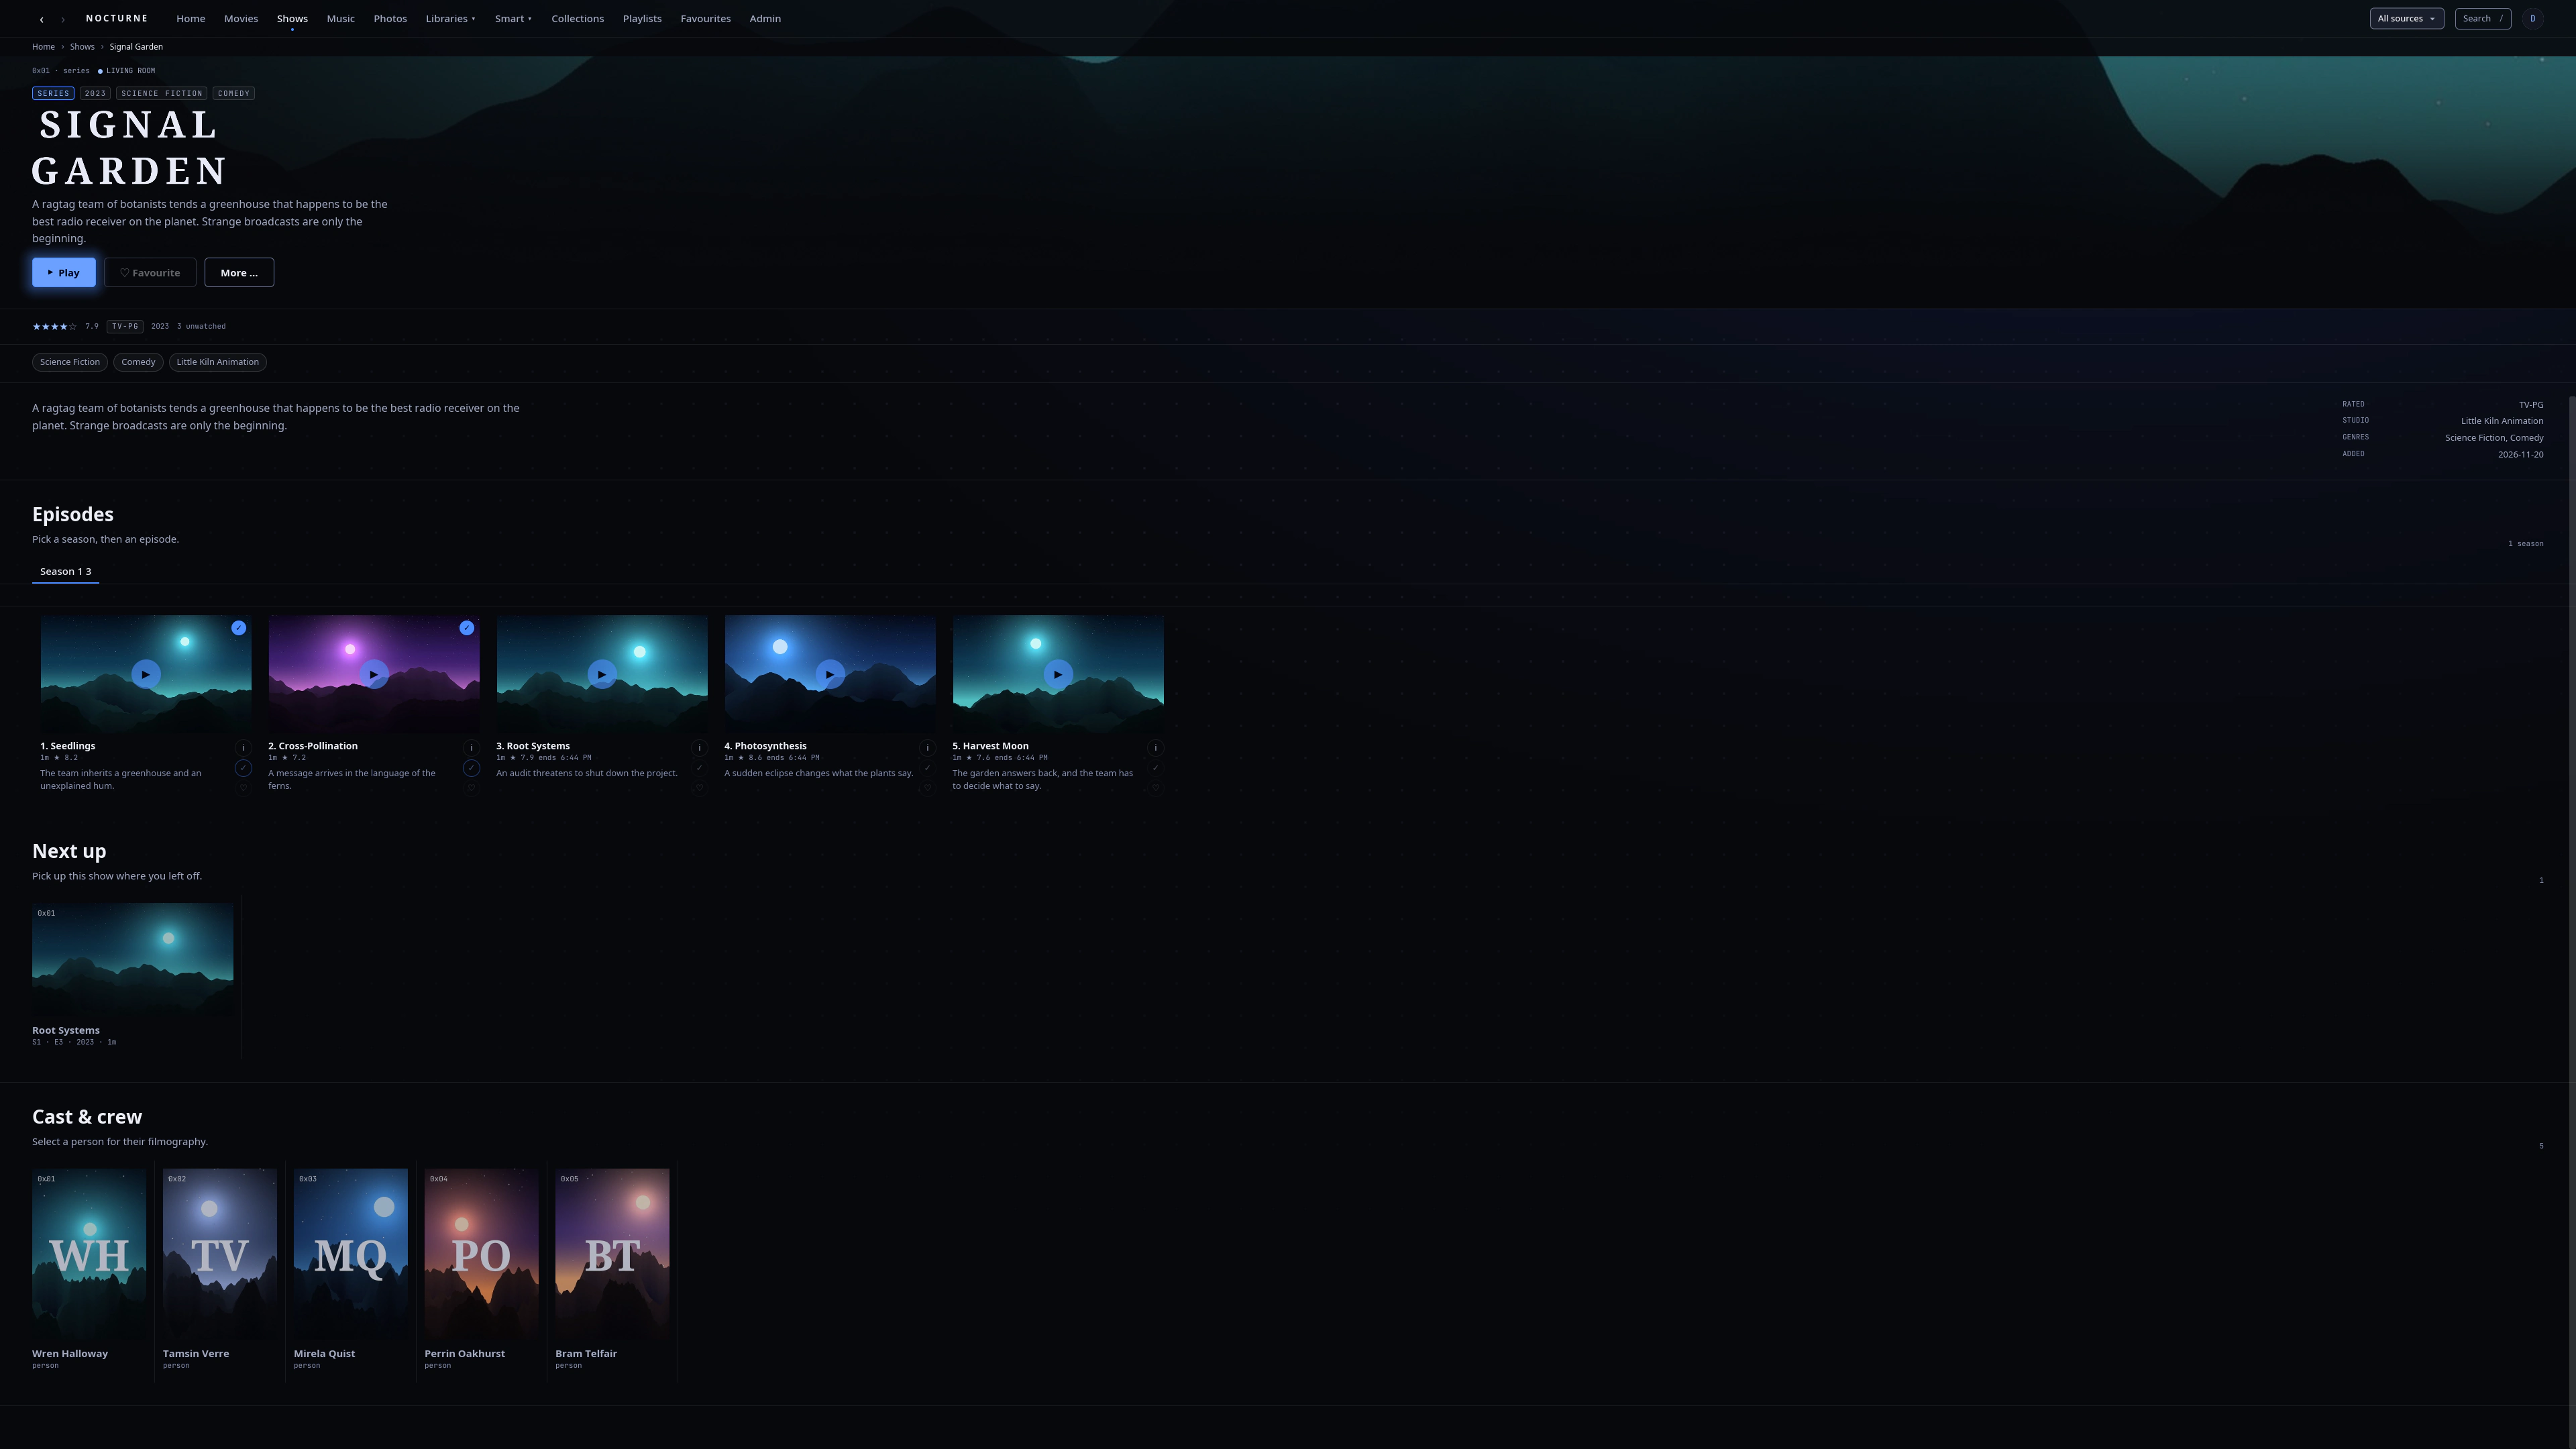 NOCTURNE Home Movies Shows Music Photos Libraries Smart Collections Playlists Favourites Admin All sources Search / D
Home › Shows › Signal Garden
0x01 · series LIVING ROOM
SERIES 2023 SCIENCE FICTION COMEDY
SIGNAL
GARDEN
A ragtag team of botanists tends a greenhouse that happens to be the
best radio receiver on the planet. Strange broadcasts are only the
beginning.
Play ♡ Favourite More ...
★★★★☆ 7.9 TV-PG 2023 3 unwatched
Science Fiction Comedy Little Kiln Animation
A ragtag team of botanists tends a greenhouse that happens to be the best radio receiver on the
planet. Strange broadcasts are only the beginning.
RATED TV-PG
STUDIO Little Kiln Animation
GENRES Science Fiction, Comedy
ADDED 2026-11-20
Episodes
Pick a season, then an episode.
1 season
Season 1 3
1. Seedlings
1m ★ 8.2
The team inherits a greenhouse and an
unexplained hum.
2. Cross-Pollination
1m ★ 7.2
A message arrives in the language of the
ferns.
3. Root Systems
1m ★ 7.9 ends 6:44 PM
An audit threatens to shut down the project.
4. Photosynthesis
1m ★ 8.6 ends 6:44 PM
A sudden eclipse changes what the plants say.
5. Harvest Moon
1m ★ 7.6 ends 6:44 PM
The garden answers back, and the team has
to decide what to say.
Next up
Pick up this show where you left off.
1
0x01
Root Systems
S1 · E3 · 2023 · 1m
Cast & crew
Select a person for their filmography.
5
0x01
WH
Wren Halloway
person
0x02
TV
Tamsin Verre
person
0x03
MQ
Mirela Quist
person
0x04
PO
Perrin Oakhurst
person
0x05
BT
Bram Telfair
person